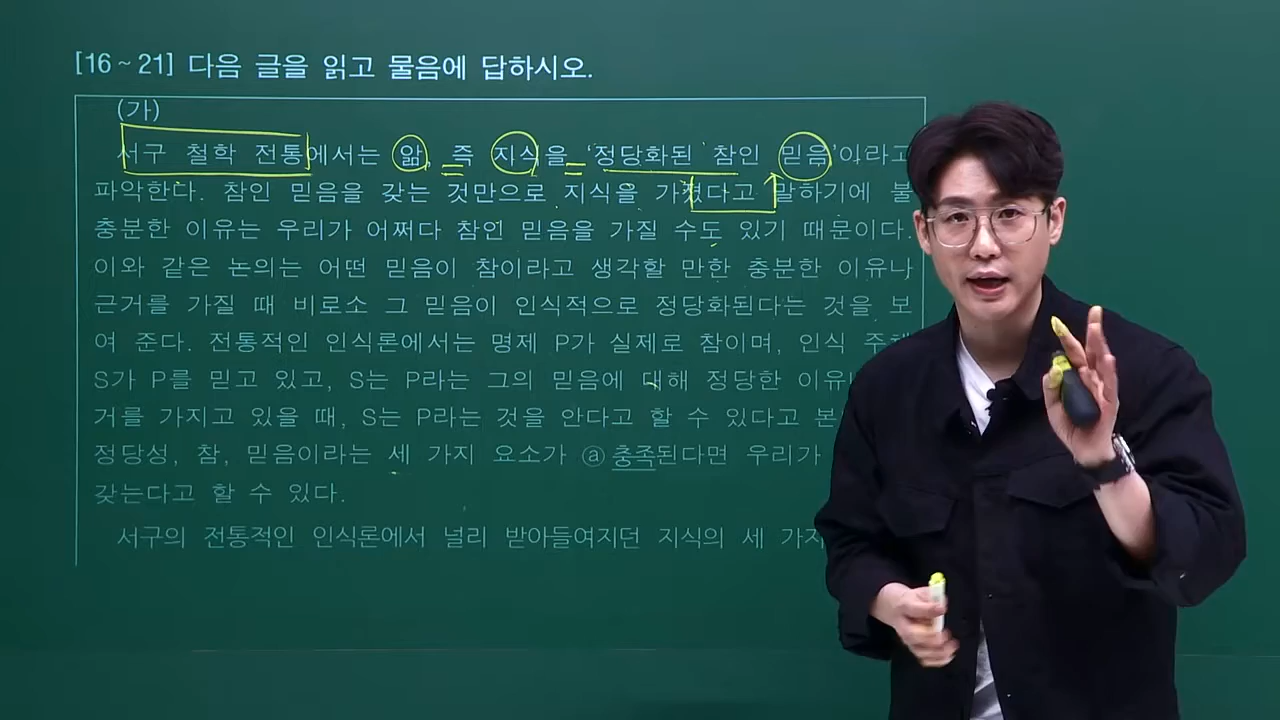 [16~21] 다음 글을 읽고 물음에 답하시오.
(가)
서구 철학 전통에서는 앎, 즉 지식을 '정당화된 참인 믿음'이라고
파악한다. 참인 믿음을 갖는 것만으로 지식을 가졌다고 말하기에 불
충분한 이유는 우리가 어쩌다 참인 믿음을 가질 수도 있기 때문이다.
이와 같은 논의는 어떤 믿음이 참이라고 생각할 만한 충분한 이유나
근거를 가질 때 비로소 그 믿음이 인식적으로 정당화된다는 것을 보
여 준다. 전통적인 인식론에서는 명제 P가 실제로 참이며, 인식 주체
S가 P를 믿고 있고, S는 P라는 그의 믿음에 대해 정당한 이유
거를 가지고 있을 때, S는 P라는 것을 안다고 할 수 있다고 본
정당성, 참, 믿음이라는 세 가지 요소가 ⓐ 충족된다면 우리가
갖는다고 할 수 있다.
서구의 전통적인 인식론에서 널리 받아들여지던 지식의 세 가지